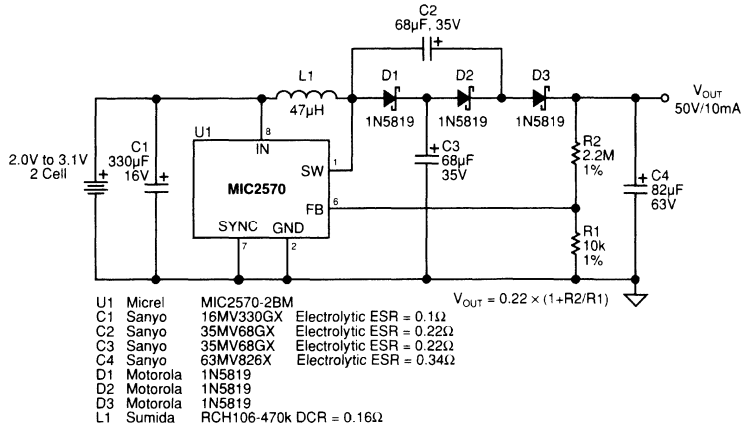 C2
68µF, 35V
+
L1
47µH
D1
1N5819
D2
1N5819
D3
1N5819
VOUT
50V/10mA
2.0V to 3.1V
2 Cell
+
C1
330µF
16V
+
U1
8
IN
SW
1
MIC2570
FB
6
SYNC
GND
7
2
C3
68µF
35V
+
R2
2.2M
1%
R1
10k
1%
+
C4
82µF
63V
VOUT = 0.22 × (1+R2/R1)
U1 Micrel MIC2570-2BM
C1 Sanyo 16MV330GX Electrolytic ESR = 0.1Ω
C2 Sanyo 35MV68GX Electrolytic ESR = 0.22Ω
C3 Sanyo 35MV68GX Electrolytic ESR = 0.22Ω
C4 Sanyo 63MV826X Electrolytic ESR = 0.34Ω
D1 Motorola 1N5819
D2 Motorola 1N5819
D3 Motorola 1N5819
L1 Sumida RCH106-470k DCR = 0.16Ω